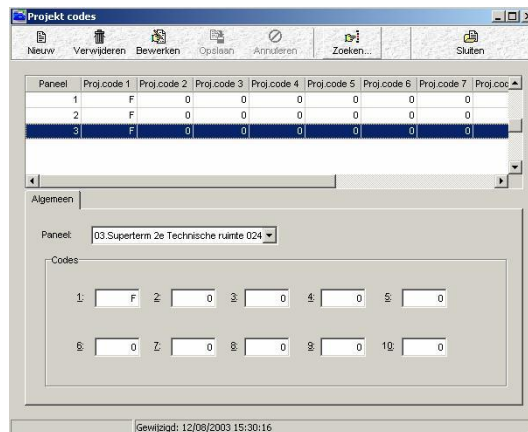 Projekt codes
Nieuw Verwijderen Bewerken Opslaan Annuleren Zoeken... Sluiten
Paneel Proj.code 1 Proj.code 2 Proj.code 3 Proj.code 4 Proj.code 5 Proj.code 6 Proj.code 7 Proj.coc
1 F 0 0 0 0 0 0
2 F 0 0 0 0 0 0
3 F 0 0 0 0 0 0
Algemeen
Paneel: 03.Superterm 2e Technische ruimte 024
Codes
1: F 2: 0 3: 0 4: 0 5: 0
6: 0 7: 0 8: 0 9: 0 10: 0
Gewijzigd: 12/08/2003 15:30:16